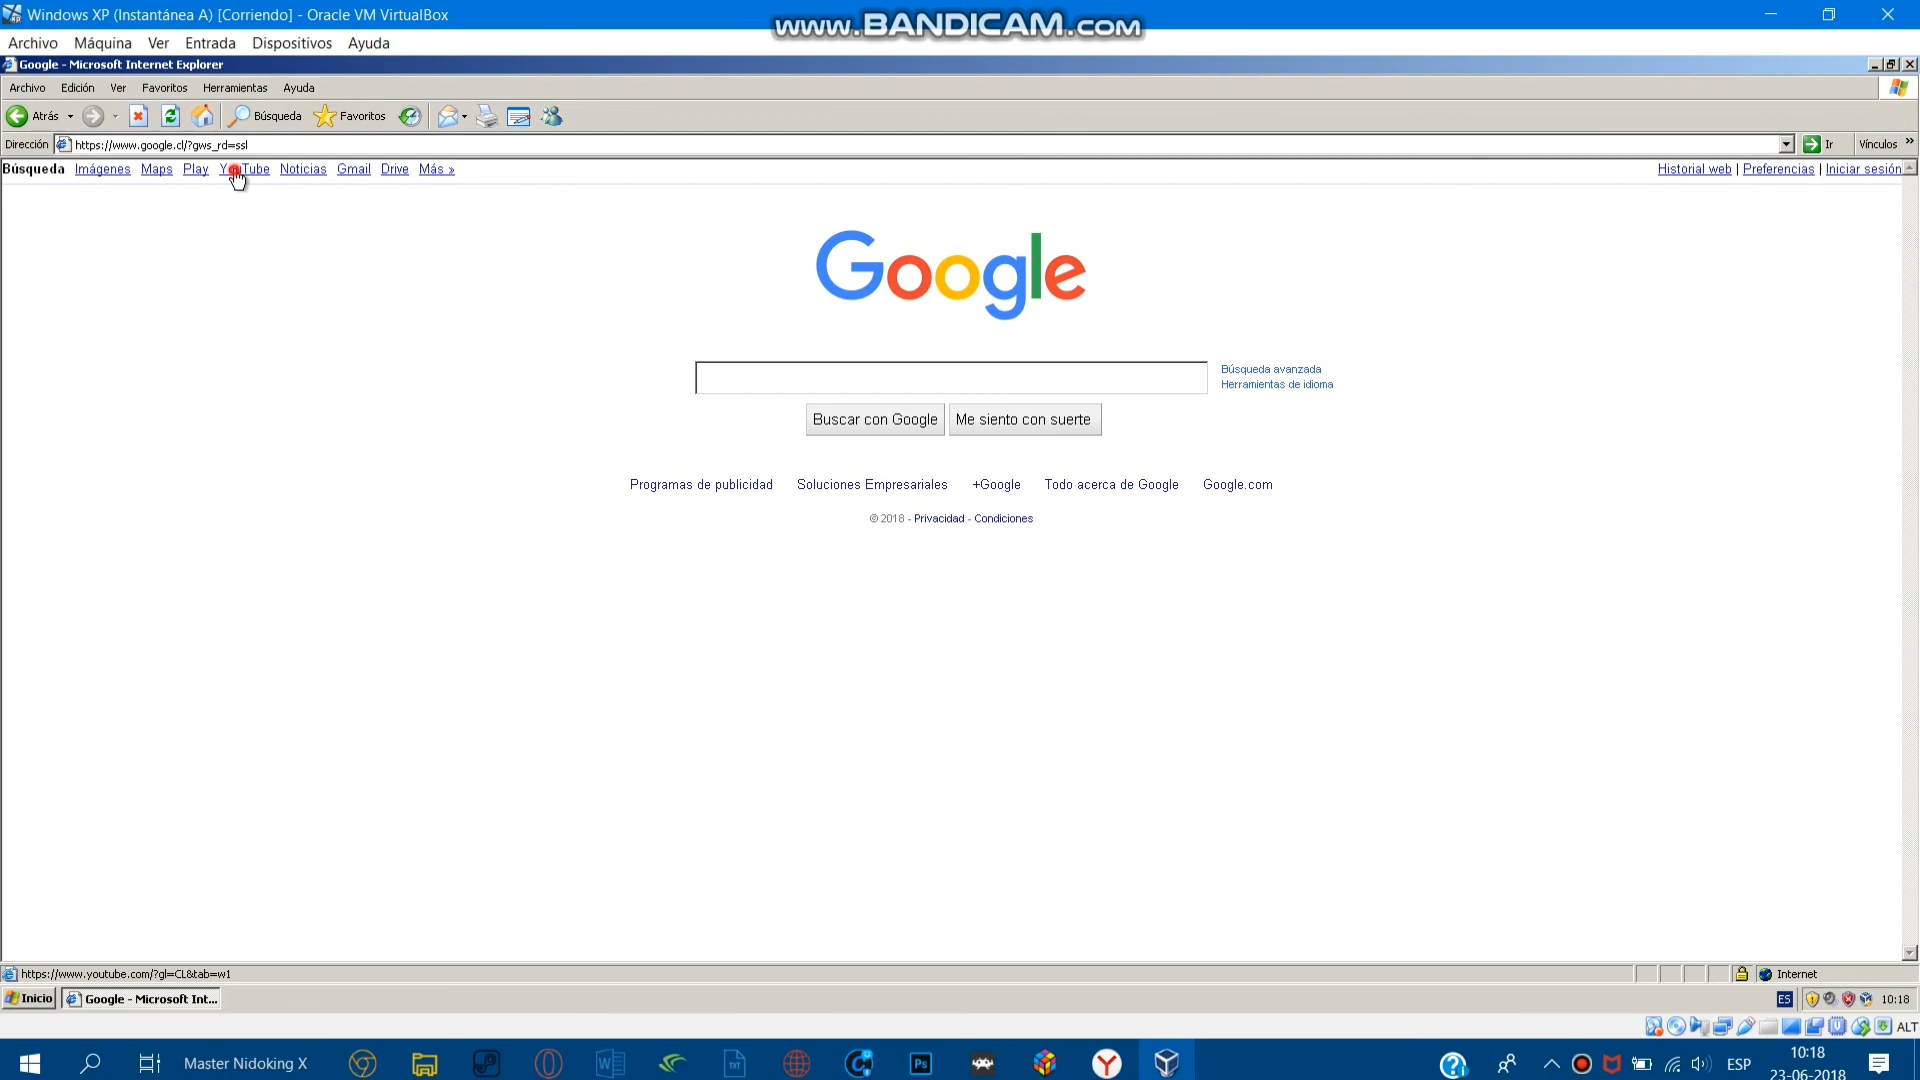 Windows XP (Instantánea A) [Corriendo] - Oracle VM VirtualBox
www.BANDICAM.com
Archivo Máquina Ver Entrada Dispositivos Ayuda
Google - Microsoft Internet Explorer
Archivo Edición Ver Favoritos Herramientas Ayuda
Atrás Búsqueda Favoritos
Dirección https://www.google.cl/?gws_rd=ssl Ir Vínculos »
Búsqueda Imágenes Maps Play YouTube Noticias Gmail Drive Más » Historial web | Preferencias | Iniciar sesión
Google
Búsqueda avanzada
Herramientas de idioma
Buscar con Google Me siento con suerte
Programas de publicidad Soluciones Empresariales +Google Todo acerca de Google Google.com
© 2018 - Privacidad - Condiciones
https://www.youtube.com/?gl=CL&tab=w1 Internet
Inicio Google - Microsoft Int... ES 10:18
ALT
Master Nidoking X ESP 10:18
23-06-2018